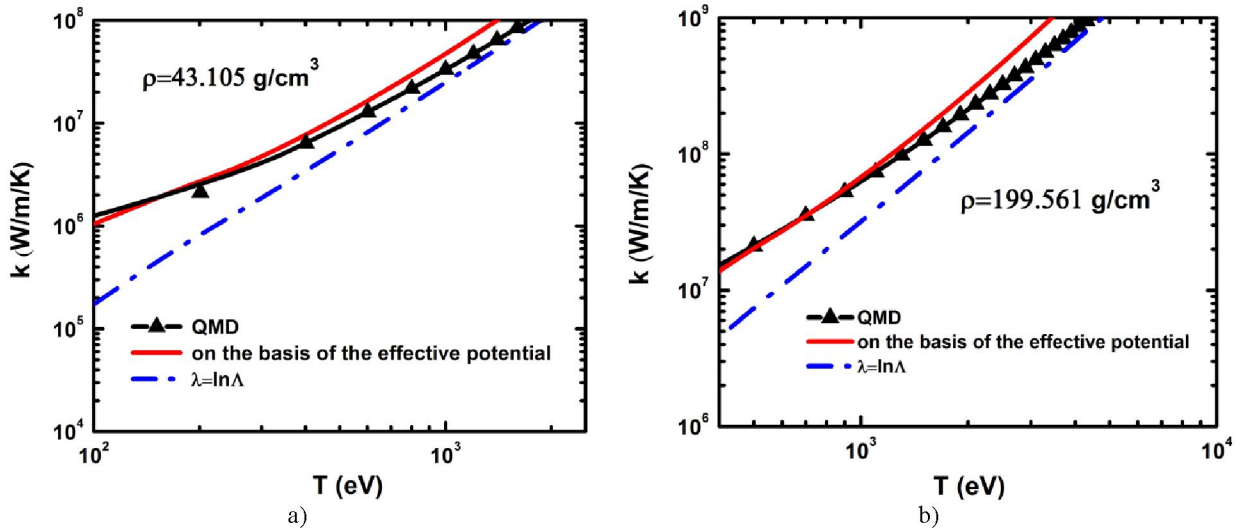 10⁸
10⁷
10⁶
10⁵
10⁴
k (W/m/K)
ρ=43.105 g/cm³
QMD
on the basis of the effective potential
λ=lnΛ
10²
10³
T (eV)
a)
10⁹
10⁸
10⁷
10⁶
k (W/m/K)
ρ=199.561 g/cm³
QMD
on the basis of the effective potential
λ=lnΛ
10³
10⁴
T (eV)
b)